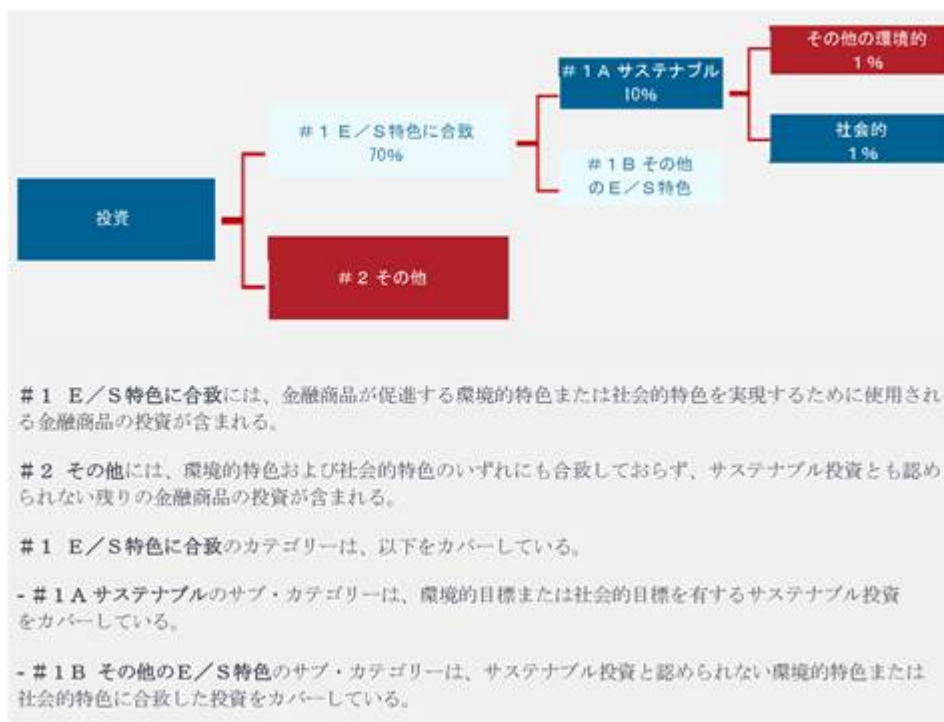 その他の環境的
1%
#1A サステナブル
10%
#1 E/S特色に合致
70%
社会的
1%
#1B その他
のE/S特色
投資
#2 その他
#1 E/S特色に合致には、金融商品が促進する環境的特色または社会的特色を実現するために使用され
る金融商品の投資が含まれる。
#2 その他には、環境的特色および社会的特色のいずれにも合致しておらず、サステナブル投資とも認め
られない残りの金融商品の投資が含まれる。
#1 E/S特色に合致のカテゴリーは、以下をカバーしている。
- #1A サステナブルのサブ・カテゴリーは、環境的目標または社会的目標を有するサステナブル投資
をカバーしている。
- #1B その他のE/S特色のサブ・カテゴリーは、サステナブル投資と認められない環境的特色または
社会的特色に合致した投資をカバーしている。